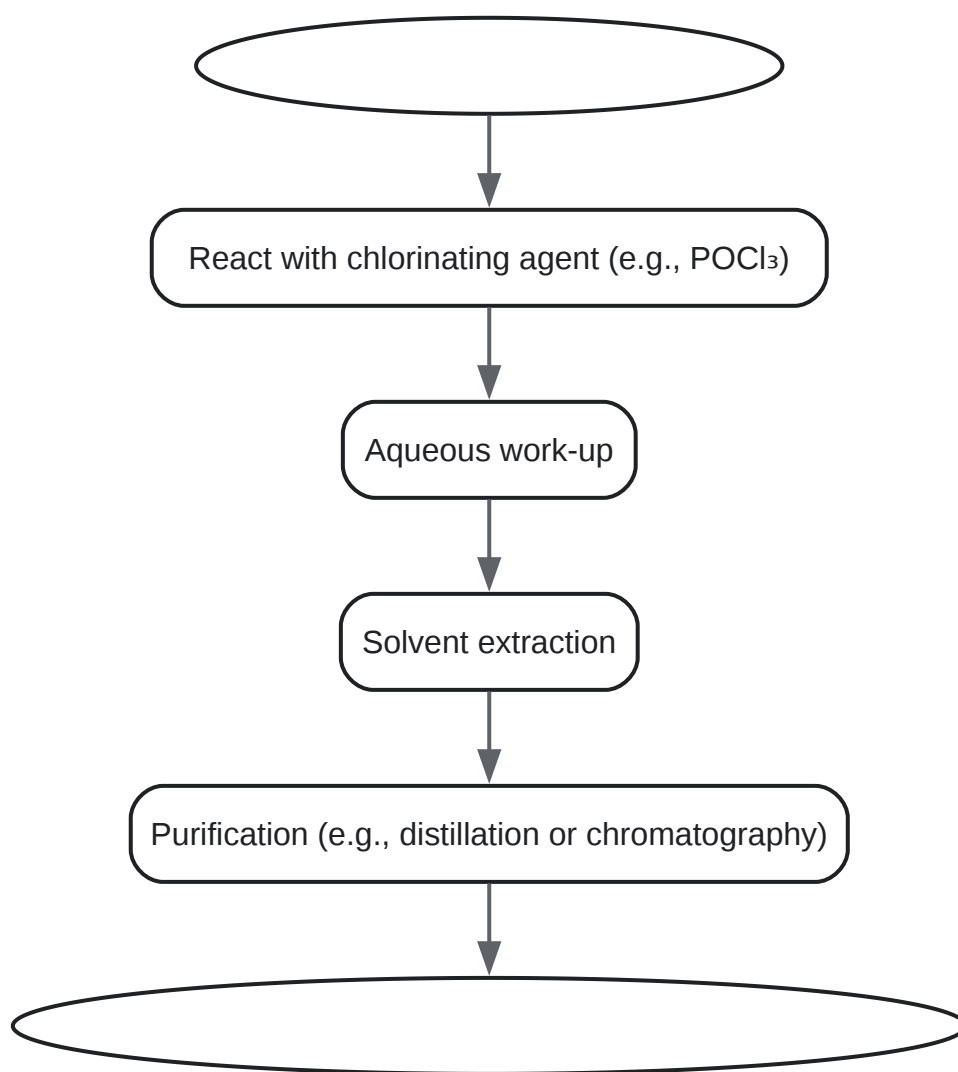 React with chlorinating agent (e.g., POCl₃)
Aqueous work-up
Solvent extraction
Purification (e.g., distillation or chromatography)